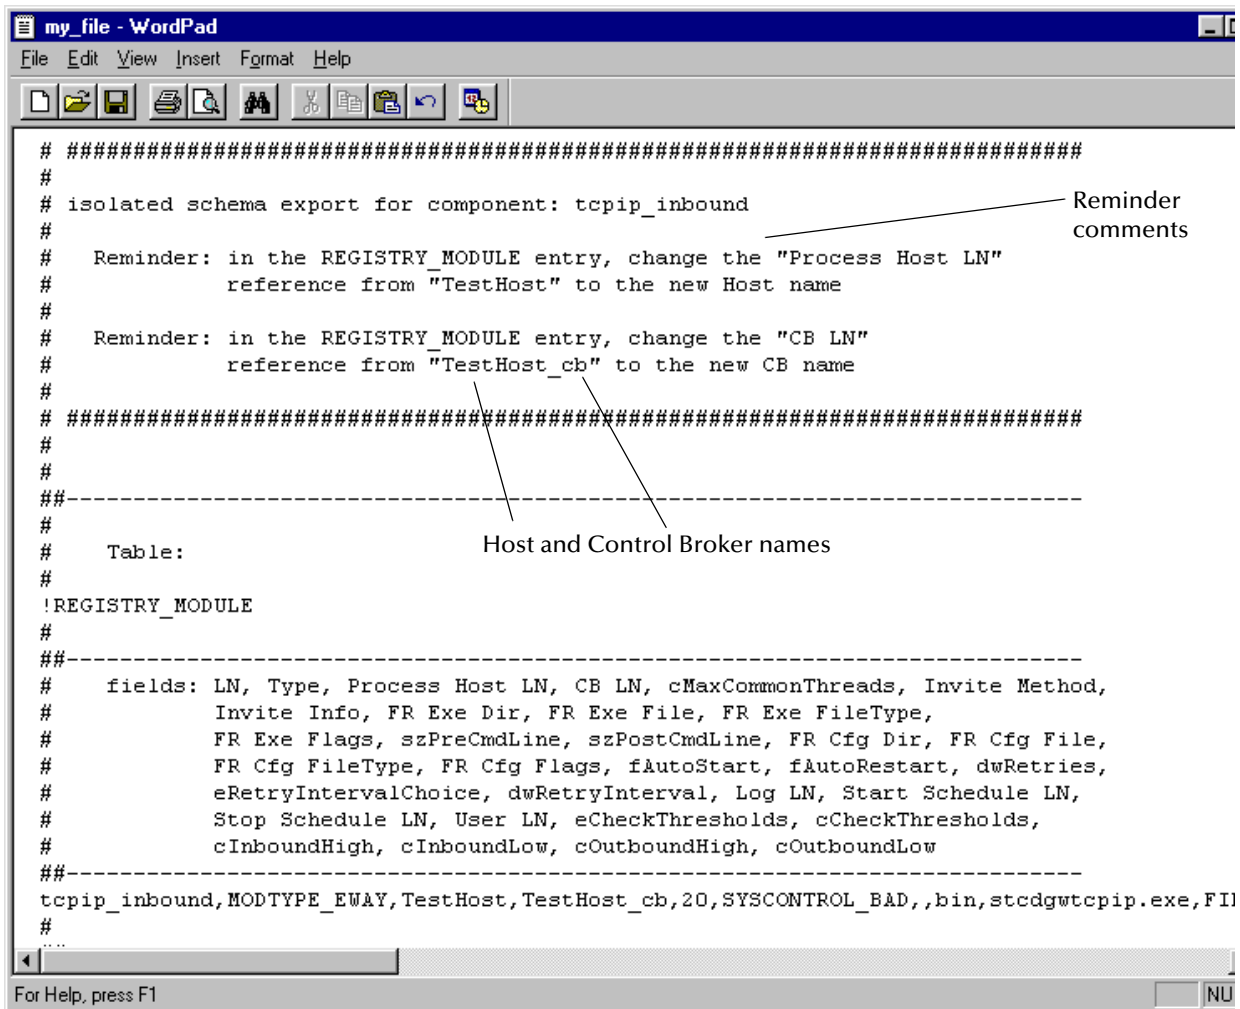 my_file - WordPad
File Edit View Insert Format Help
# ############################################################################
#
# isolated schema export for component: tcpip_inbound
Reminder
comments
#
#   Reminder: in the REGISTRY_MODULE entry, change the "Process Host LN"
#             reference from "TestHost" to the new Host name
#
#   Reminder: in the REGISTRY_MODULE entry, change the "CB LN"
#             reference from "TestHost_cb" to the new CB name
#
# ############################################################################
#
#
##----------------------------------------------------------------------------
#
Host and Control Broker names
#    Table:
#
!REGISTRY_MODULE
#
##----------------------------------------------------------------------------
#    fields: LN, Type, Process Host LN, CB LN, cMaxCommonThreads, Invite Method,
#            Invite Info, FR Exe Dir, FR Exe File, FR Exe FileType,
#            FR Exe Flags, szPreCmdLine, szPostCmdLine, FR Cfg Dir, FR Cfg File,
#            FR Cfg FileType, FR Cfg Flags, fAutoStart, fAutoRestart, dwRetries,
#            eRetryIntervalChoice, dwRetryInterval, Log LN, Start Schedule LN,
#            Stop Schedule LN, User LN, eCheckThresholds, cCheckThresholds,
#            cInboundHigh, cInboundLow, cOutboundHigh, cOutboundLow
##----------------------------------------------------------------------------
tcpip_inbound,MODTYPE_EWAY,TestHost,TestHost_cb,20,SYSCONTROL_BAD,,bin,stcdgwtcpip.exe,FI
#
For Help, press F1
NU